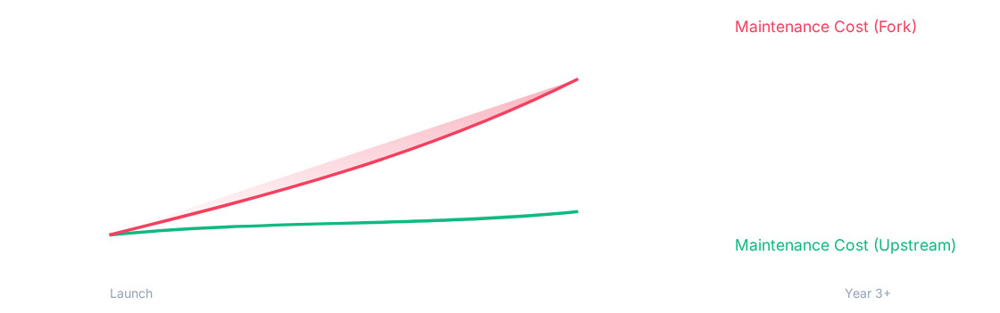 Maintenance Cost (Fork)
Maintenance Cost (Upstream)
Launch
Year 3+